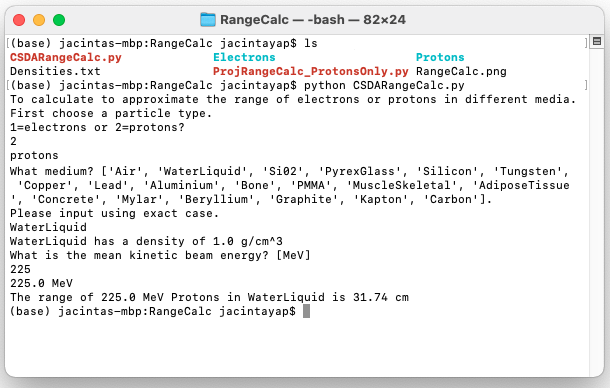 RangeCalc — -bash — 82×24
(base) jacintas-mbp:RangeCalc jacintayap$ ls
CSDARangeCalc.py Electrons Protons
Densities.txt ProjRangeCalc_ProtonsOnly.py RangeCalc.png
(base) jacintas-mbp:RangeCalc jacintayap$ python CSDARangeCalc.py
To calculate to approximate the range of electrons or protons in different media.
First choose a particle type.
1=electrons or 2=protons?
2
protons
What medium? ['Air', 'WaterLiquid', 'Si02', 'PyrexGlass', 'Silicon', 'Tungsten',
'Copper', 'Lead', 'Aluminium', 'Bone', 'PMMA', 'MuscleSkeletal', 'AdiposeTissue
', 'Concrete', 'Mylar', 'Beryllium', 'Graphite', 'Kapton', 'Carbon'].
Please input using exact case.
WaterLiquid
WaterLiquid has a density of 1.0 g/cm^3
What is the mean kinetic beam energy? [MeV]
225
225.0 MeV
The range of 225.0 MeV Protons in WaterLiquid is 31.74 cm
(base) jacintas-mbp:RangeCalc jacintayap$